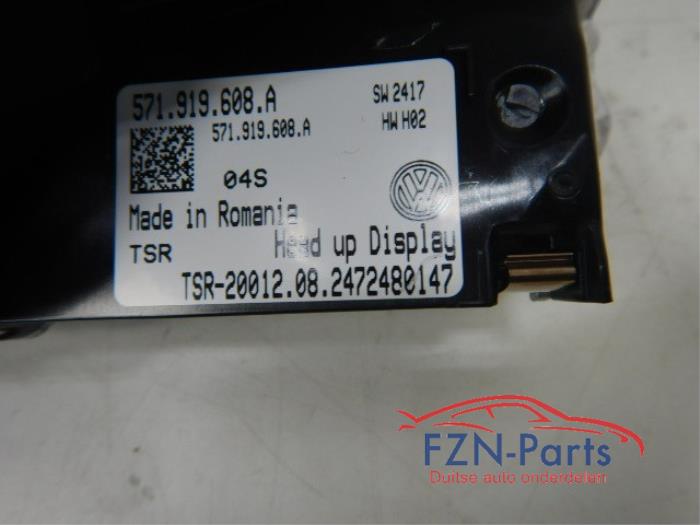 571.919.608.A
SW 2417
571.919.608.A
HW H02
04S
Made in Romania
TSR
Head up Display
TSR-20012.08.2472480147
FZN-Parts
Duitse auto onderdelen